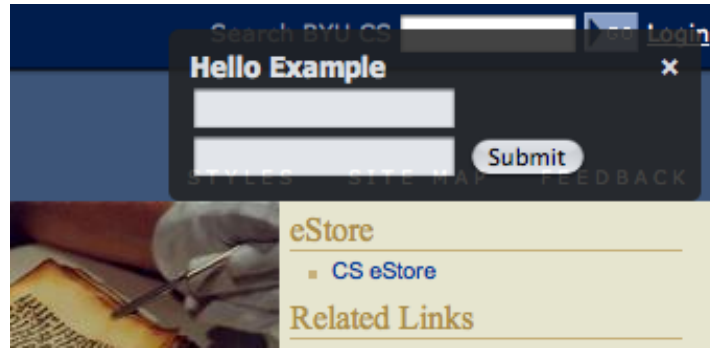 Search BYU CS GO Login
Hello Example ×
Submit
STYLES SITE MAP FEEDBACK
eStore
CS eStore
Related Links